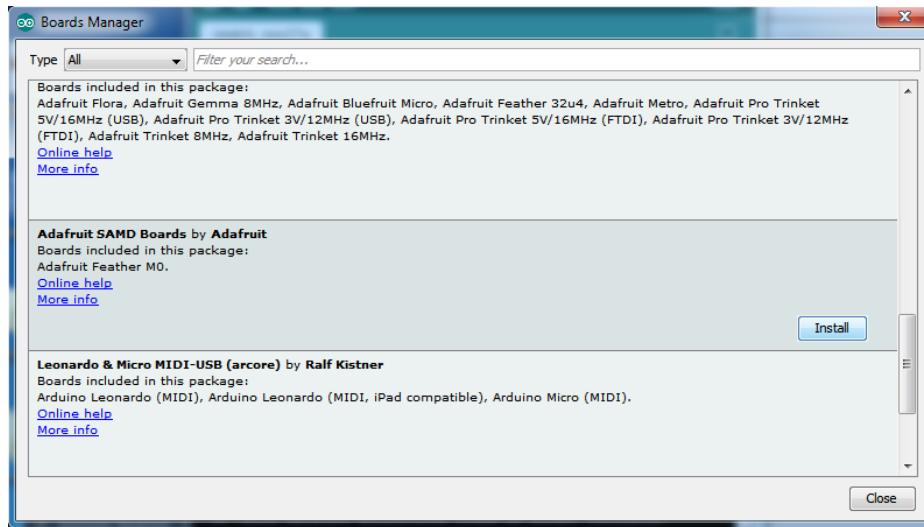 Boards Manager
Type All Filter your search...
Boards included in this package:
Adafruit Flora, Adafruit Gemma 8MHz, Adafruit Bluefruit Micro, Adafruit Feather 32u4, Adafruit Metro, Adafruit Pro Trinket
5V/16MHz (USB), Adafruit Pro Trinket 3V/12MHz (USB), Adafruit Pro Trinket 5V/16MHz (FTDI), Adafruit Pro Trinket 3V/12MHz
(FTDI), Adafruit Trinket 8MHz, Adafruit Trinket 16MHz.
Online help
More info
Adafruit SAMD Boards by Adafruit
Boards included in this package:
Adafruit Feather M0.
Online help
More info
Install
Leonardo & Micro MIDI-USB (arcore) by Ralf Kistner
Boards included in this package:
Arduino Leonardo (MIDI), Arduino Leonardo (MIDI, iPad compatible), Arduino Micro (MIDI).
Online help
More info
Close